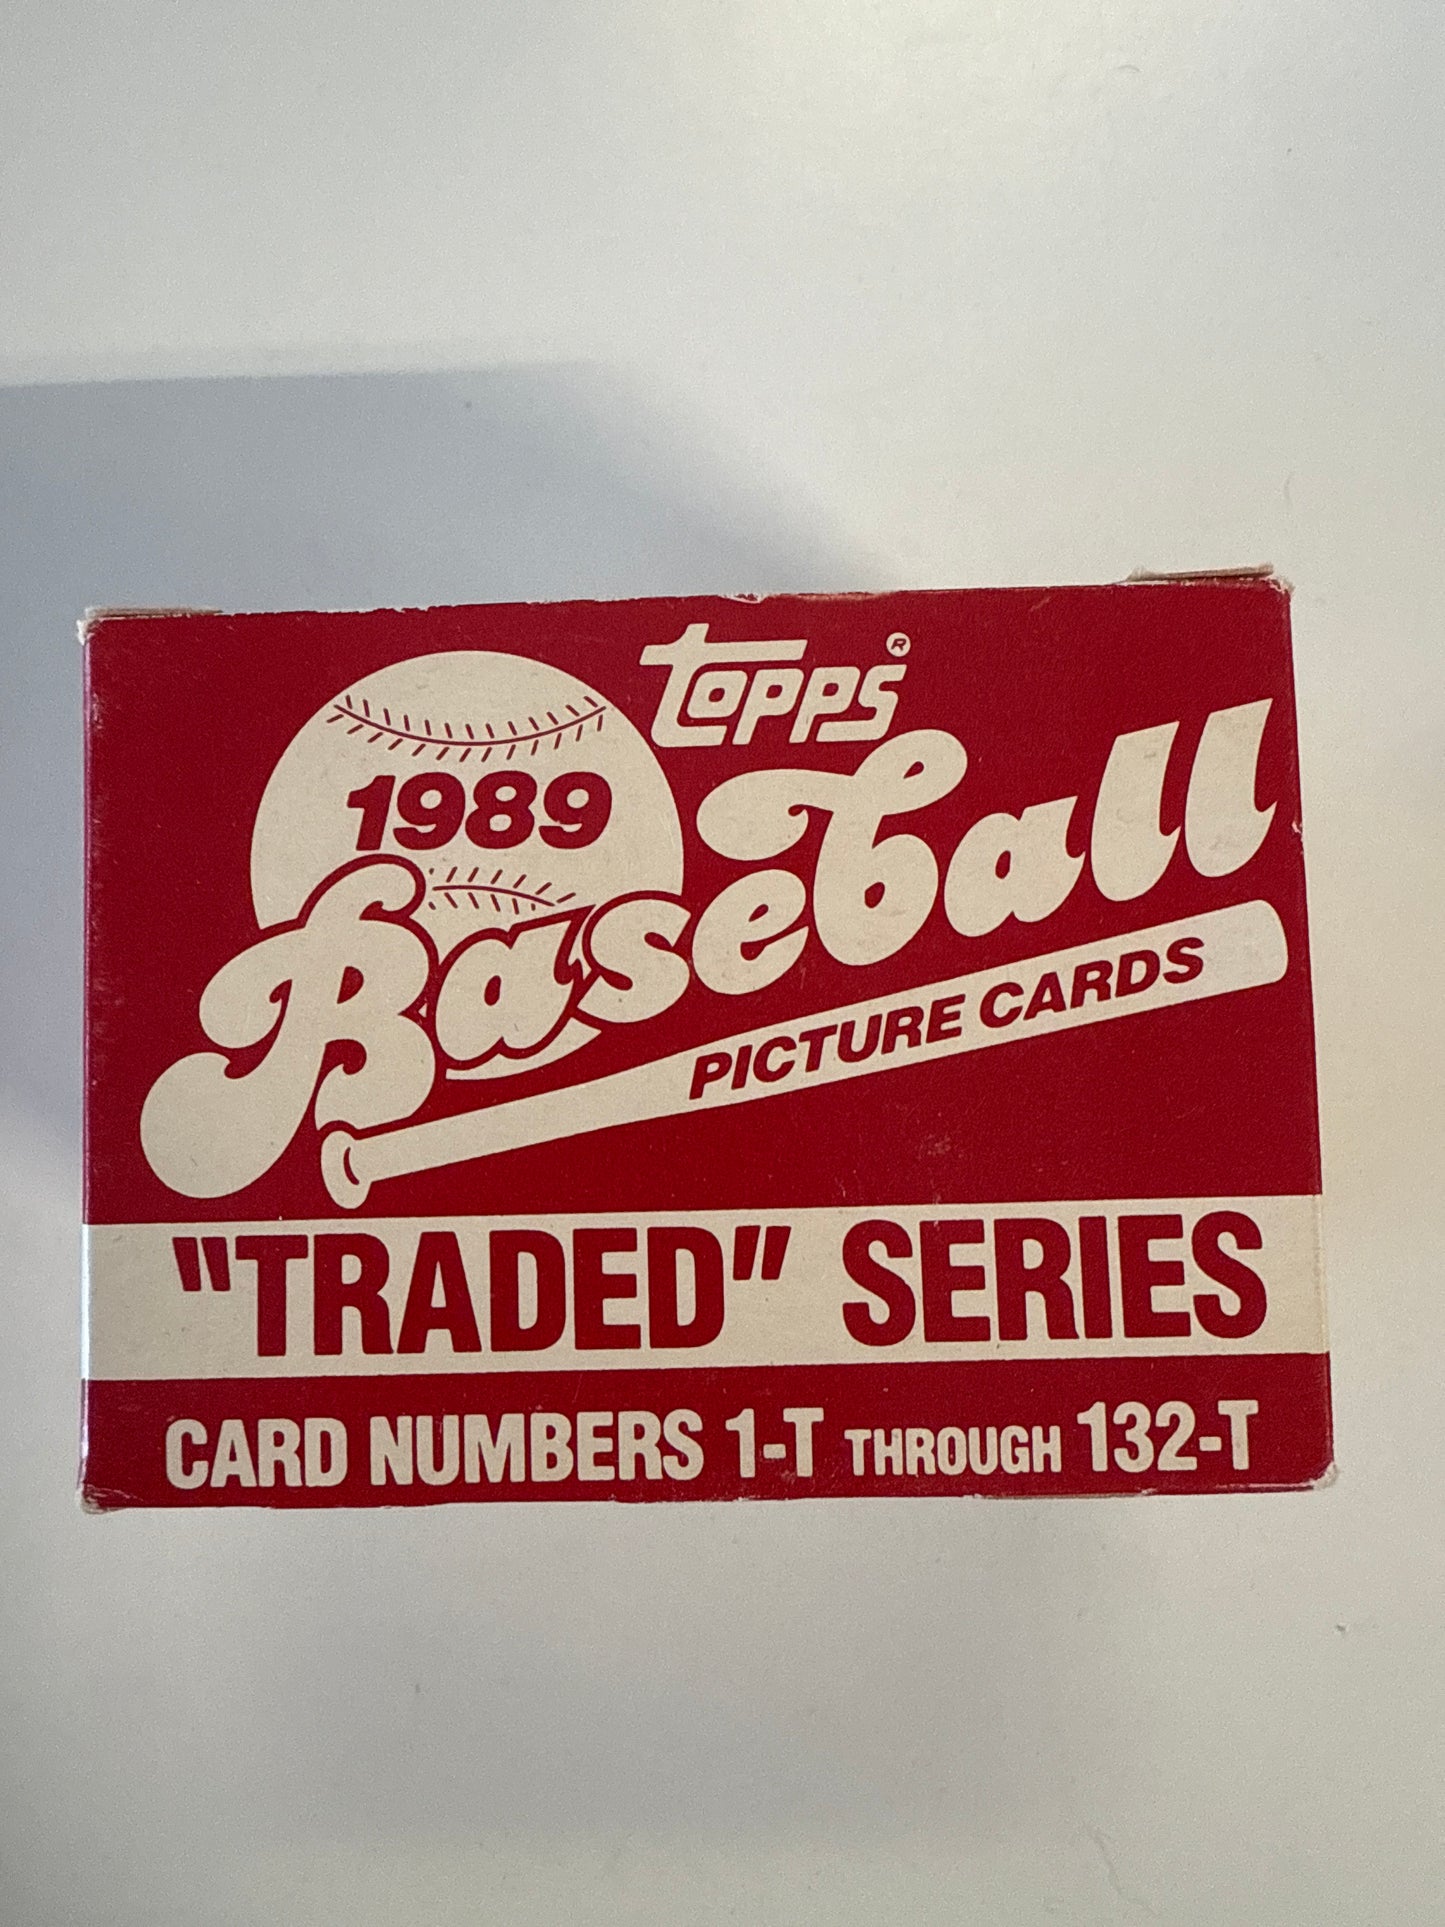 TOPPS®
1989
Baseball
PICTURE CARDS
"TRADED" SERIES
CARD NUMBERS 1-T THROUGH 132-T